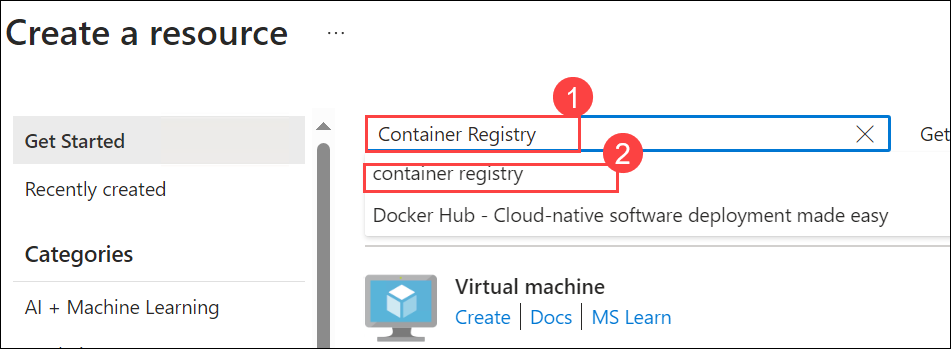 Create a resource ...
1
Get Started
Container Registry
Get
2
Recently created
container registry
Docker Hub - Cloud-native software deployment made easy
Categories
Virtual machine
AI + Machine Learning
Create | Docs | MS Learn